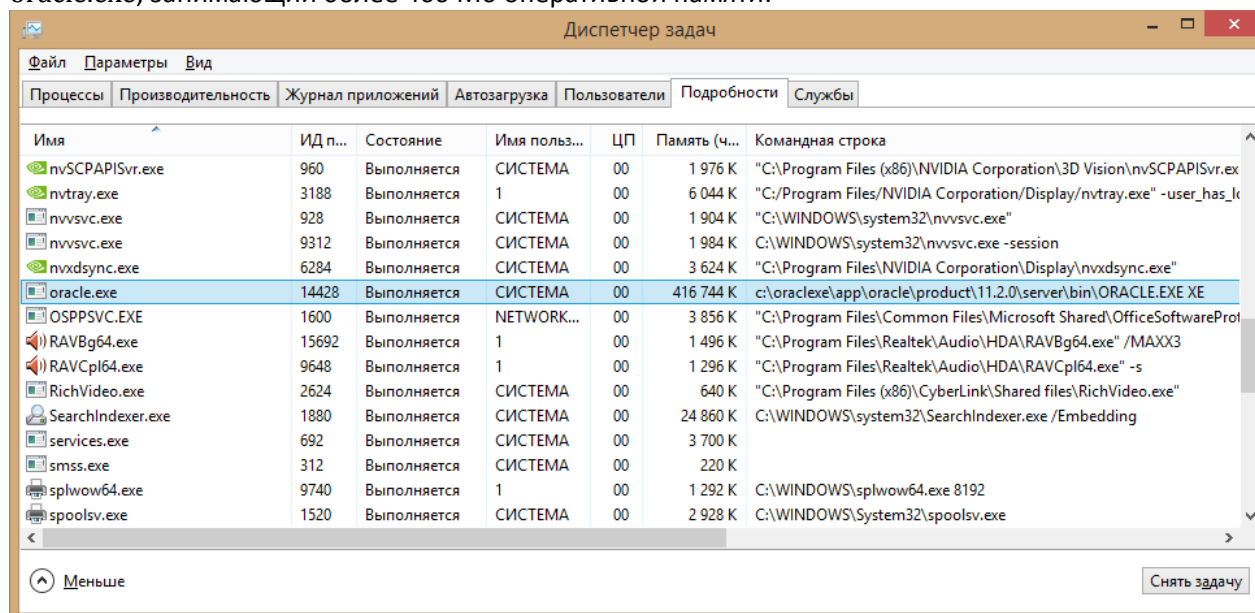 oracle.exe, занимающий более 400 Мб оперативной памяти.
Диспетчер задач
Файл Параметры Вид
Процессы Производительность Журнал приложений Автозагрузка Пользователи Подробности Службы
Имя ИД п... Состояние Имя польз... ЦП Память (ч... Командная строка
nvSCPAPISvr.exe 960 Выполняется СИСТЕМА 00 1 976 K "C:\Program Files (x86)\NVIDIA Corporation\3D Vision\nvSCPAPISvr.ex
nvtray.exe 3188 Выполняется 1 00 6 044 K "C:/Program Files/NVIDIA Corporation/Display/nvtray.exe" -user_has_lo
nvvsvc.exe 928 Выполняется СИСТЕМА 00 1 904 K "C:\WINDOWS\system32\nvvsvc.exe"
nvvsvc.exe 9312 Выполняется СИСТЕМА 00 1 984 K C:\WINDOWS\system32\nvvsvc.exe -session
nvxdsync.exe 6284 Выполняется СИСТЕМА 00 3 624 K "C:\Program Files\NVIDIA Corporation\Display\nvxdsync.exe"
oracle.exe 14428 Выполняется СИСТЕМА 00 416 744 K c:\oraclexe\app\oracle\product\11.2.0\server\bin\ORACLE.EXE XE
OSPPSVC.EXE 1600 Выполняется NETWORK... 00 3 856 K "C:\Program Files\Common Files\Microsoft Shared\OfficeSoftwareProt
RAVBg64.exe 15692 Выполняется 1 00 1 496 K "C:\Program Files\Realtek\Audio\HDA\RAVBg64.exe" /MAXX3
RAVCpl64.exe 9648 Выполняется 1 00 1 296 K "C:\Program Files\Realtek\Audio\HDA\RAVCpl64.exe" -s
RichVideo.exe 2624 Выполняется СИСТЕМА 00 640 K "C:\Program Files (x86)\CyberLink\Shared files\RichVideo.exe"
SearchIndexer.exe 1880 Выполняется СИСТЕМА 00 24 860 K C:\WINDOWS\system32\SearchIndexer.exe /Embedding
services.exe 692 Выполняется СИСТЕМА 00 3 700 K
smss.exe 312 Выполняется СИСТЕМА 00 220 K
splwow64.exe 9740 Выполняется 1 00 1 292 K C:\WINDOWS\splwow64.exe 8192
spoolsv.exe 1520 Выполняется СИСТЕМА 00 2 928 K C:\WINDOWS\System32\spoolsv.exe
Меньше Снять задачу